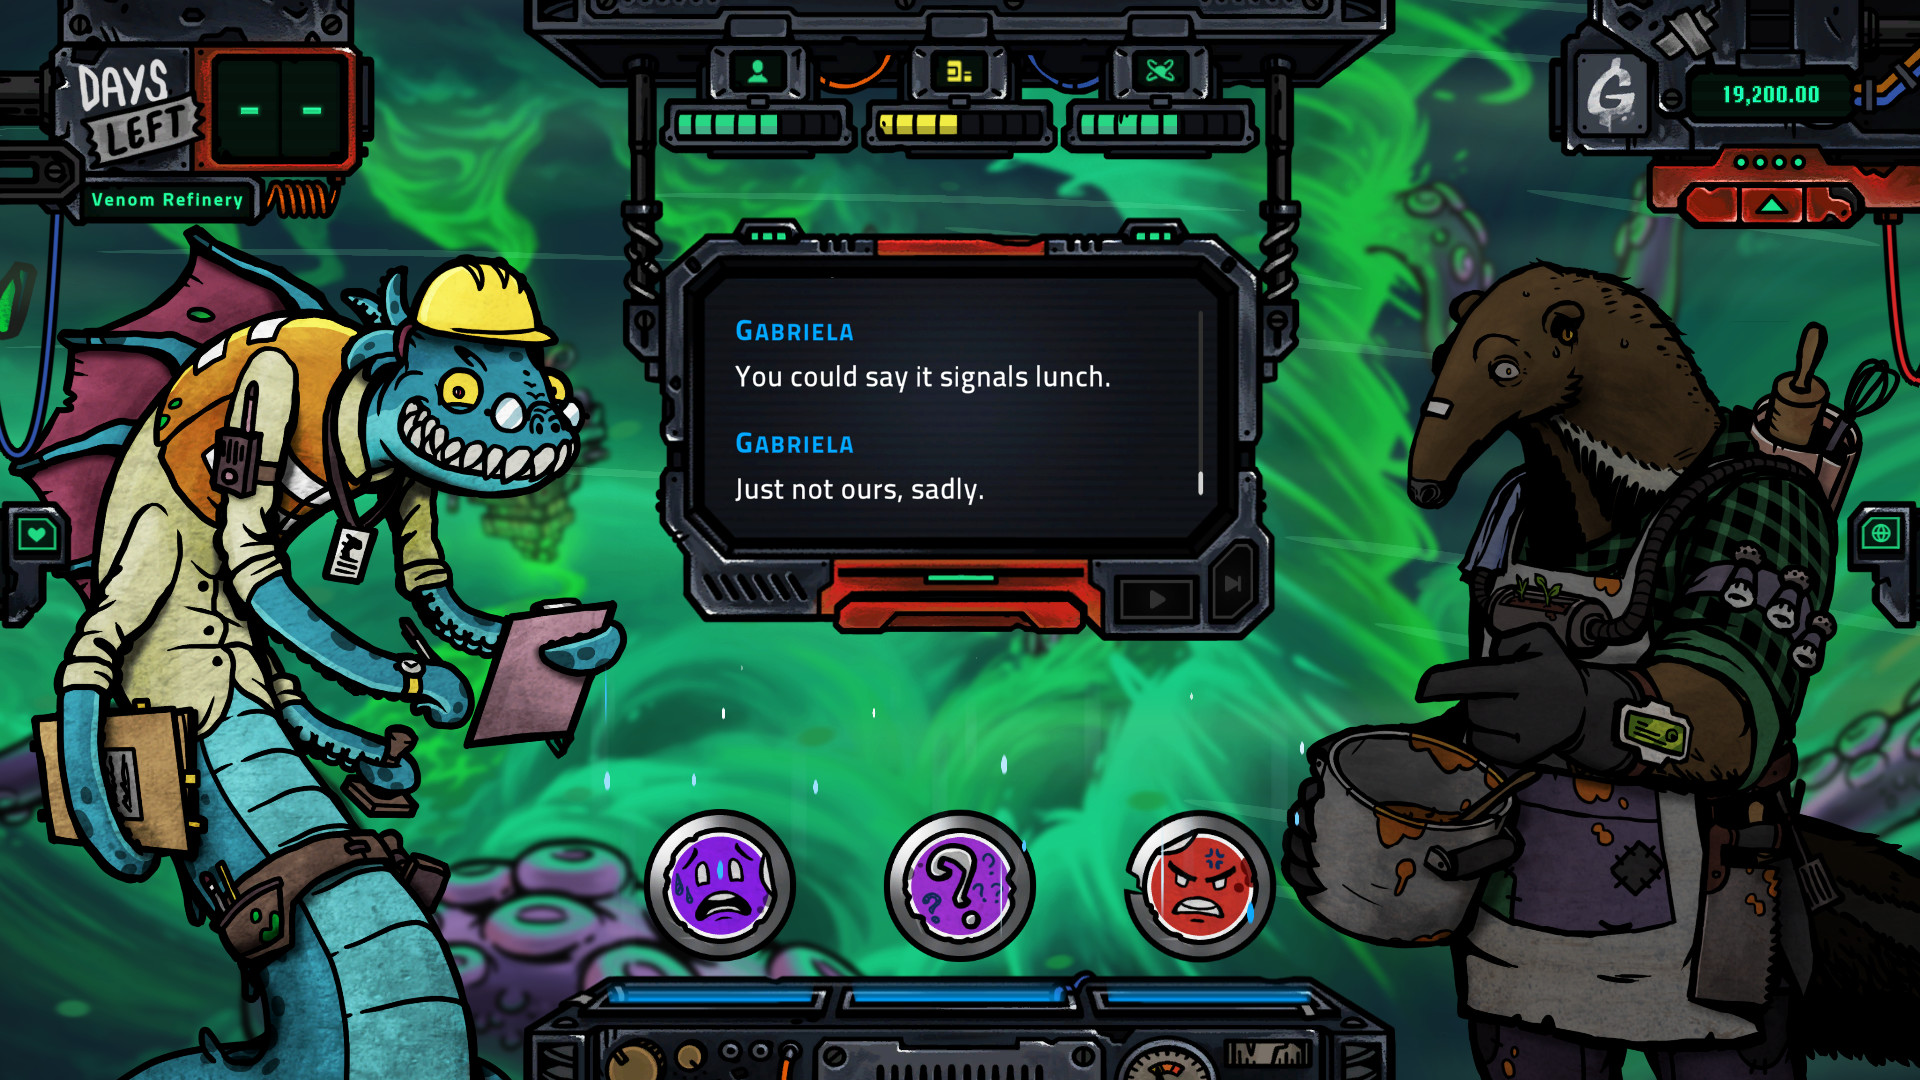 DAYS
LEFT
- -
Venom Refinery
G
19,200.00
GABRIELA
You could say it signals lunch.
GABRIELA
Just not ours, sadly.